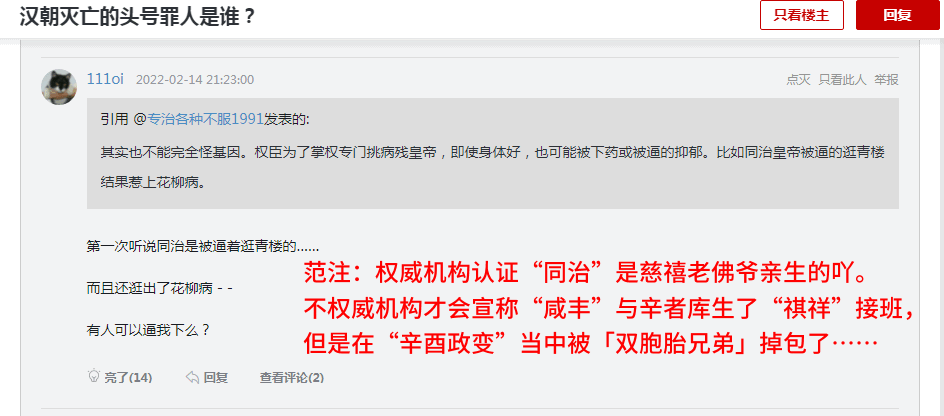 汉朝灭亡的头号罪人是谁？
只看楼主
回复
111oi 2022-02-14 21:23:00
点灭 只看此人 举报
引用 @专治各种不服1991发表的:
其实也不能完全怪基因。权臣为了掌权专门挑病残皇帝，即使身体好，也可能被下药或被逼的抑郁。比如同治皇帝被逼的逛青楼
结果惹上花柳病。
第一次听说同治是被逼着逛青楼的......
而且还逛出了花柳病 - -
有人可以逼我下么？
范注：权威机构认证“同治”是慈禧老佛爷亲生的吖。
不权威机构才会宣称“咸丰”与辛者库生了“祺祥”接班，
但是在“辛酉政变”当中被「双胞胎兄弟」掉包了……
亮了(14) 回复 查看评论(2)